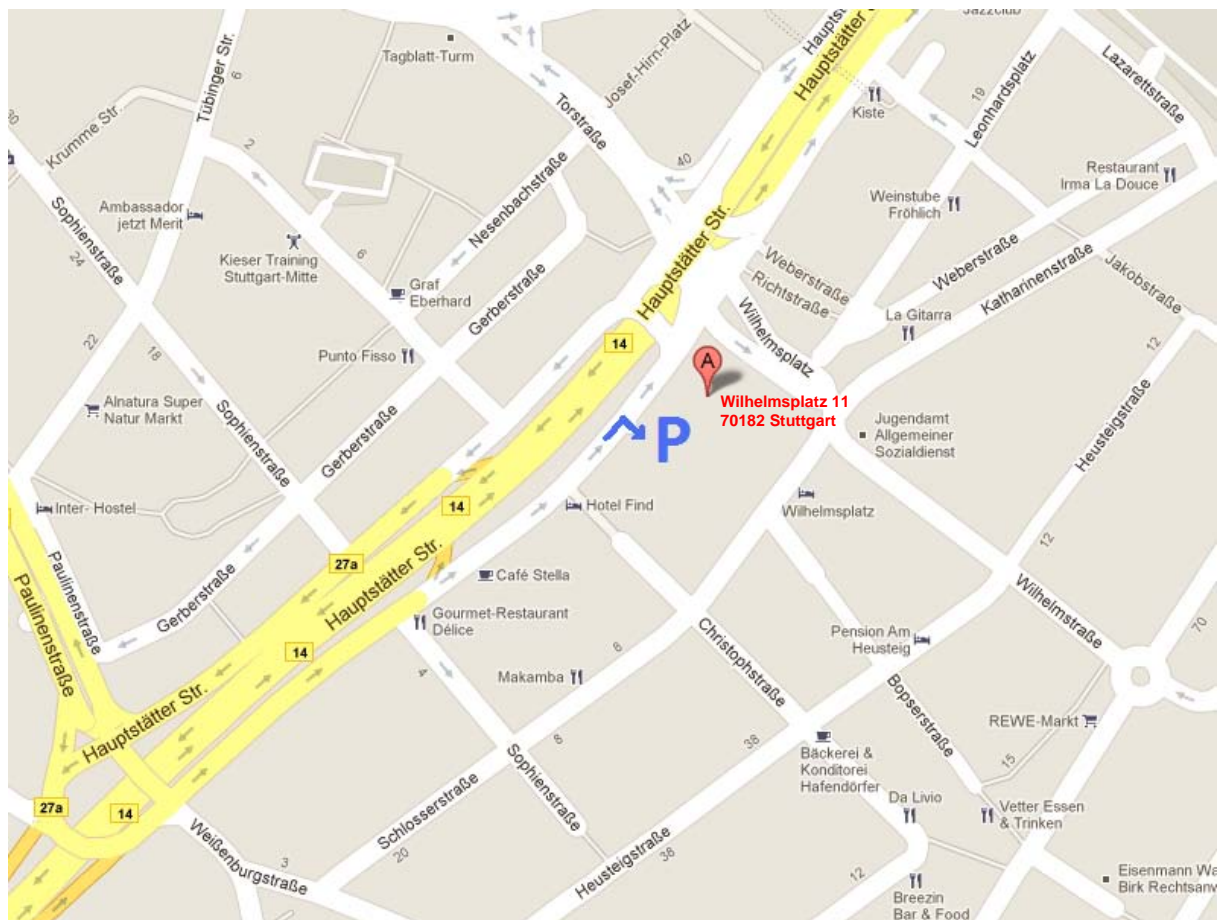 Jazzclub
Hauptstätter
Hauptstätter
Tagblatt-Turm
Josef-Hirn-Platz
Lazarettstraße
Tübinger Str.
6
Torstraße
Kiste
19
Leonhardsplatz
Krumme Str.
2
40
Restaurant
Irma La Douce
Ambassador
jetzt Merit
Nesenbachstraße
Weinstube
Fröhlich
Sophienstraße
24
Kieser Training
Stuttgart-Mitte
6
Hauptstätter Str.
Weberstraße
Richtstraße
Weberstraße
Katharinenstraße
Jakobstraße
Graf
Eberhard
Gerberstraße
La Gitarra
22
18
Punto Fisso
14
Wilhelmsplatz
12
A
Wilhelmsplatz 11
70182 Stuttgart
Alnatura Super
Natur Markt
Sophienstraße
Gerberstraße
P
Jugendamt
Allgemeiner
Sozialdienst
Heusteigstraße
Inter- Hostel
14
Hotel Find
Wilhelmsplatz
12
27a
Hauptstätter Str.
Café Stella
Paulinenstraße
Paulinenstraße
Gerberstraße
Gourmet-Restaurant
Délice
Christophstraße
Pension Am
Heusteig
Wilhelmstraße
70
14
4
Makamba
6
Hauptstätter Str.
Bopserstraße
REWE-Markt
8
38
Sophienstraße
Bäckerei &
Konditorei
Hafendörfer
15
27a
14
Schlosserstraße
Da Livio
Vetter Essen
& Trinken
Weißenburgstraße
3
20
Heusteigstraße
38
12
Breezin
Bar & Food
Eisenmann Wa
Birk Rechtsanw